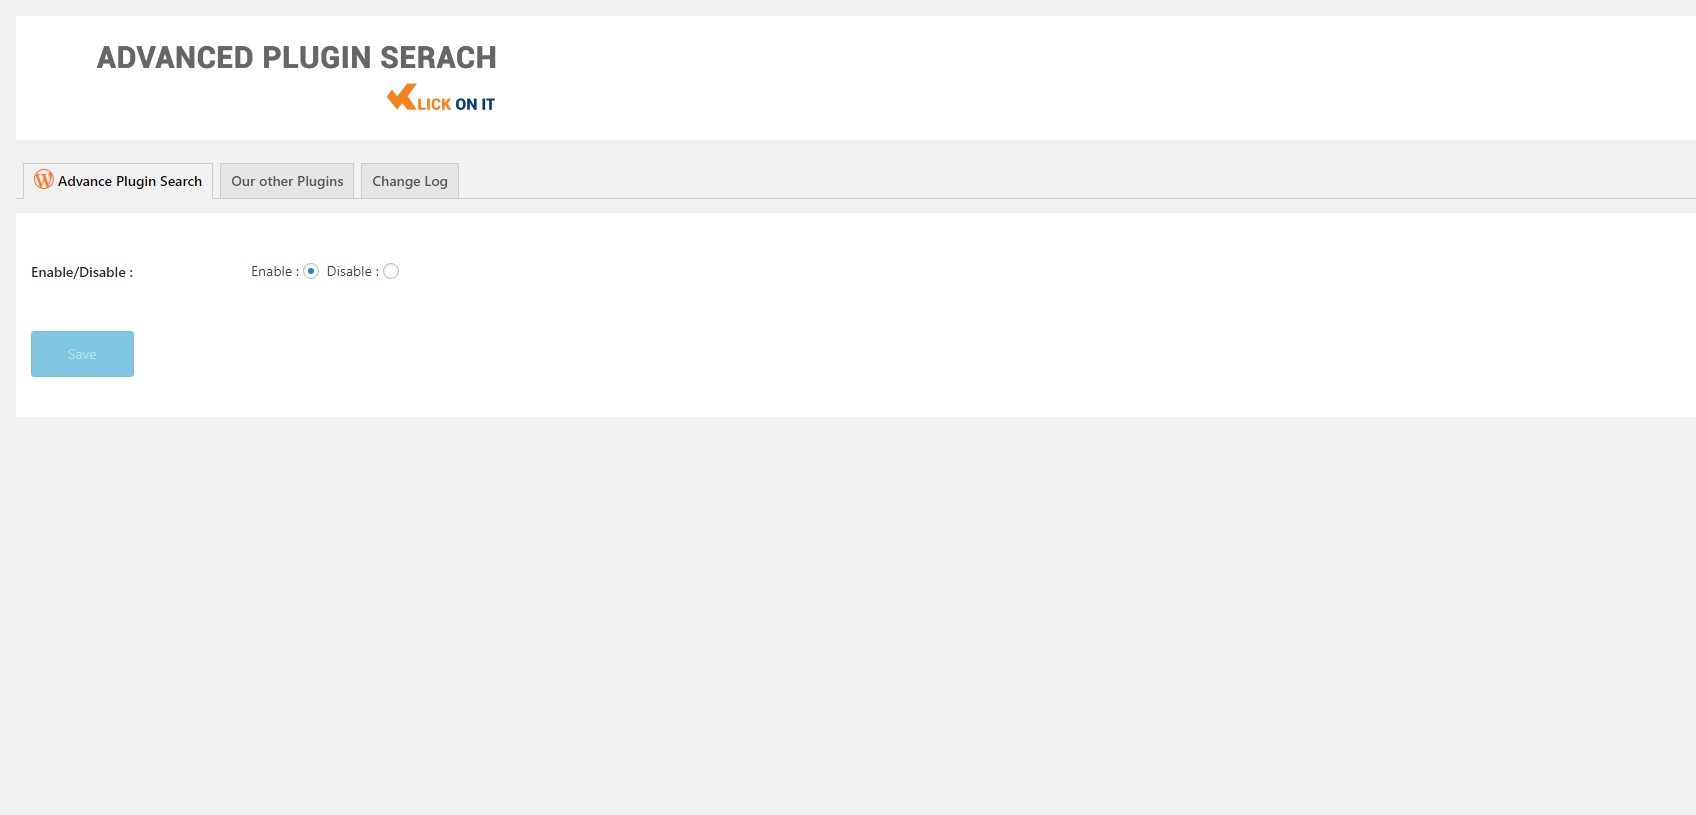 ADVANCED PLUGIN SERACH
KLICK ON IT
Advance Plugin Search
Our other Plugins
Change Log
Enable/Disable :
Enable :
Disable :
Save